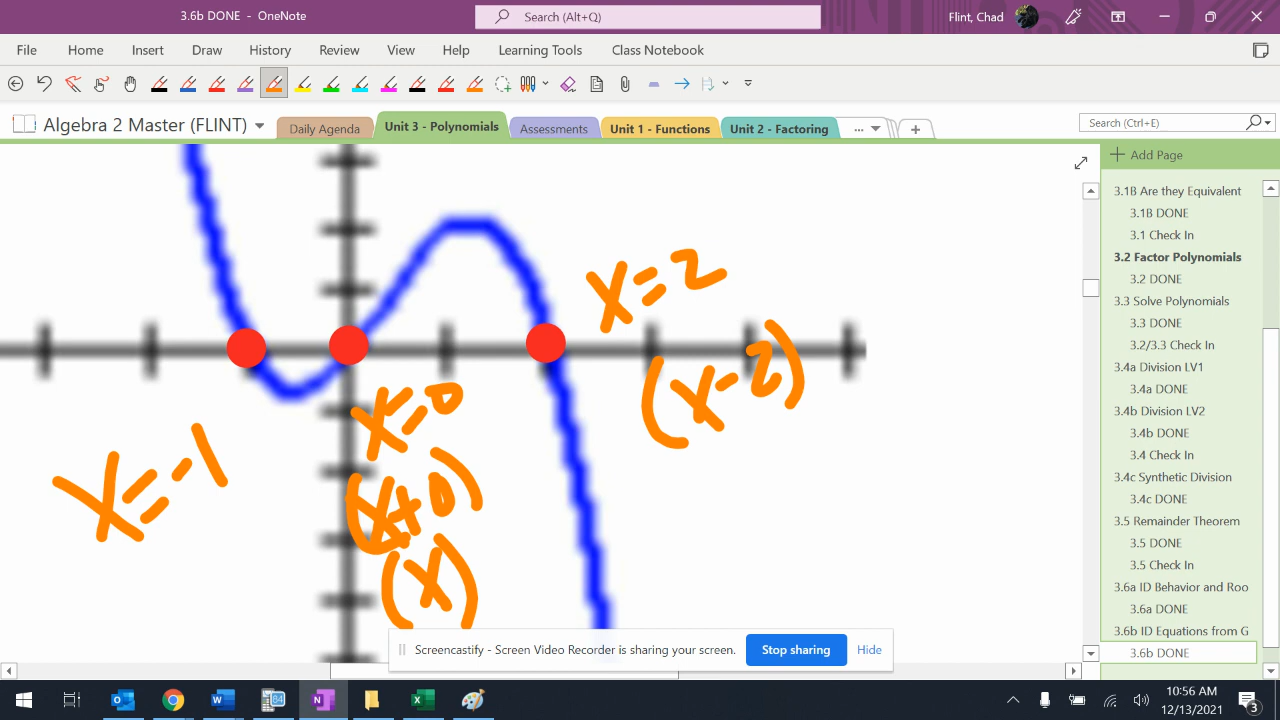 3.6b DONE - OneNote
Search (Alt+Q)
Flint, Chad
File Home Insert Draw History Review View Help Learning Tools Class Notebook
Algebra 2 Master (FLINT)
Daily Agenda
Unit 3 - Polynomials
Assessments
Unit 1 - Functions
Unit 2 - Factoring
...
Search (Ctrl+E)
Add Page
3.1B Are they Equivalent
3.1B DONE
3.1 Check In
3.2 Factor Polynomials
3.2 DONE
3.3 Solve Polynomials
3.3 DONE
3.2/3.3 Check In
3.4a Division LV1
3.4a DONE
3.4b Division LV2
3.4b DONE
3.4 Check In
3.4c Synthetic Division
3.4c DONE
3.5 Remainder Theorem
3.5 DONE
3.5 Check In
3.6a ID Behavior and Roo
3.6a DONE
3.6b ID Equations from G
3.6b DONE
x=2
(x-2)
x=0
(x+0)
(x)
x=-1
Screencastify - Screen Video Recorder is sharing your screen.
Stop sharing
Hide
10:56 AM
12/13/2021
3